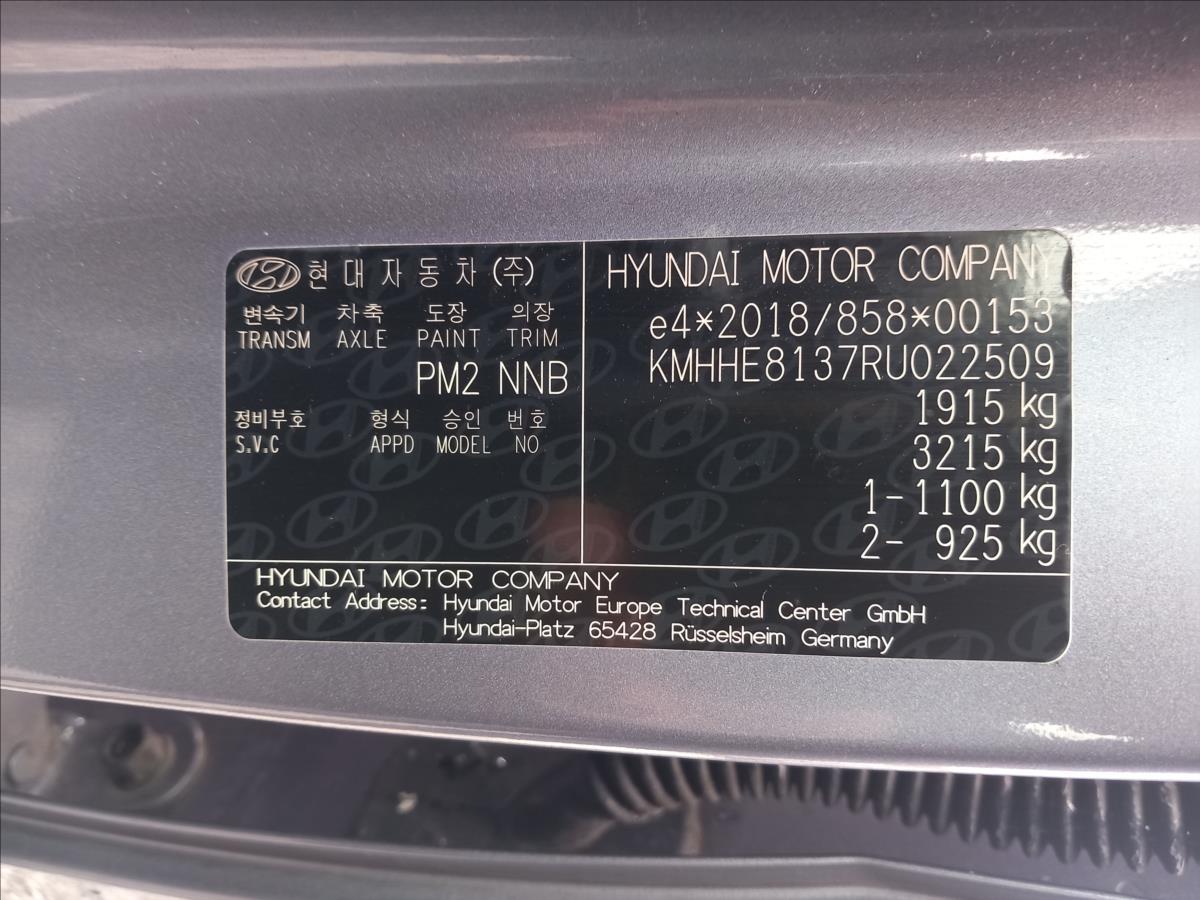 현대자동차(주)
변속기 차축 도장 의장
TRANSM AXLE PAINT TRIM
PM2 NNB
정비부호 형식 승인 번호
S.V.C APPD MODEL NO
HYUNDAI MOTOR COMPANY
e4*2018/858*00153
KMHHE8137RU022509
1915 kg
3215 kg
1- 1100 kg
2- 925 kg
HYUNDAI MOTOR COMPANY
Contact Address: Hyundai Motor Europe Technical Center GmbH
Hyundai-Platz 65428 Rüsselsheim Germany